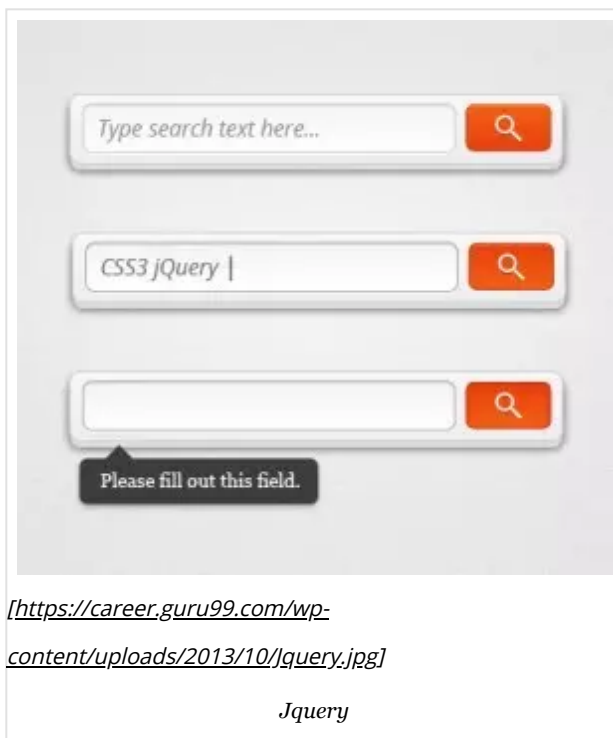 Type search text here...
CSS3 jQuery
Please fill out this field.
[https://career.guru99.com/wp-
content/uploads/2013/10/Jquery.jpg]
Jquery